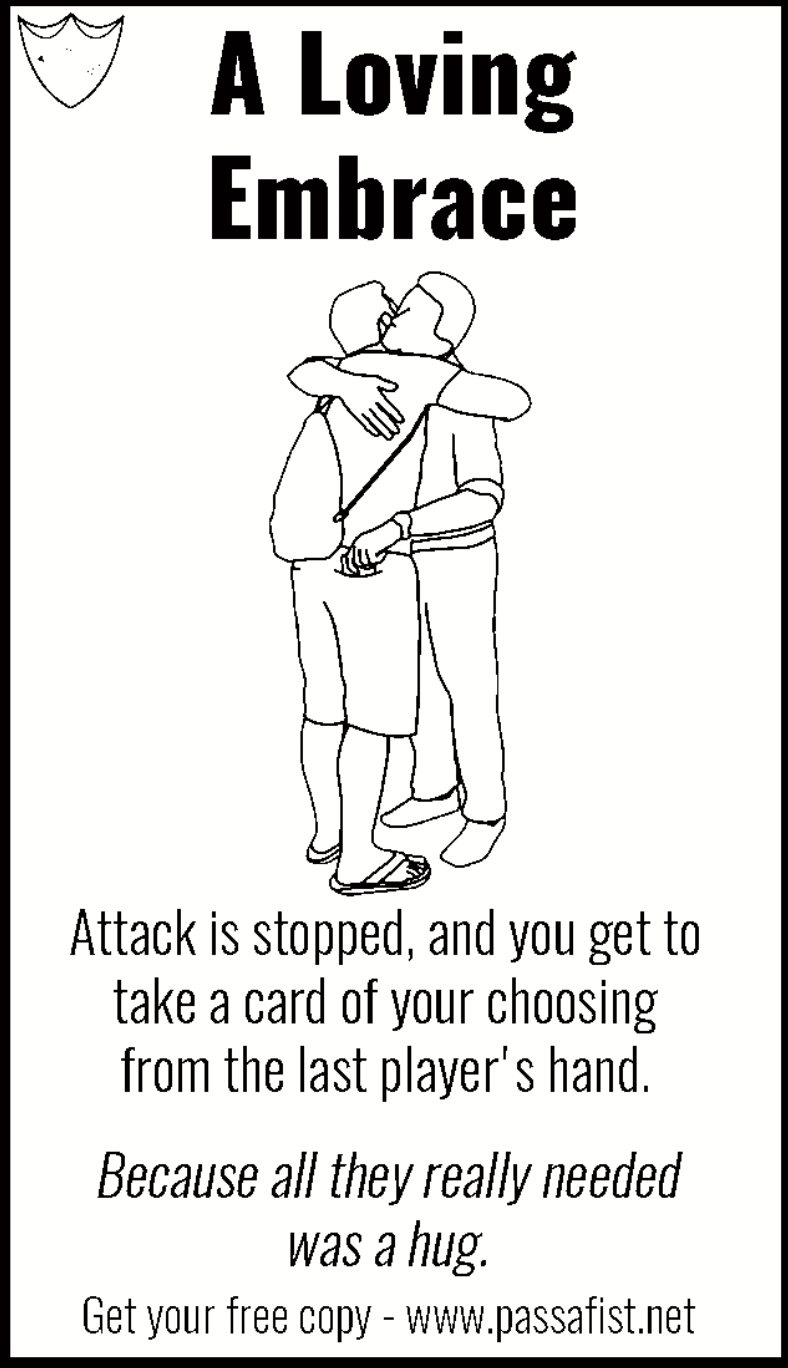 A Loving
Embrace
Attack is stopped, and you get to
take a card of your choosing
from the last player's hand.
Because all they really needed
was a hug.
Get your free copy - www.passafist.net